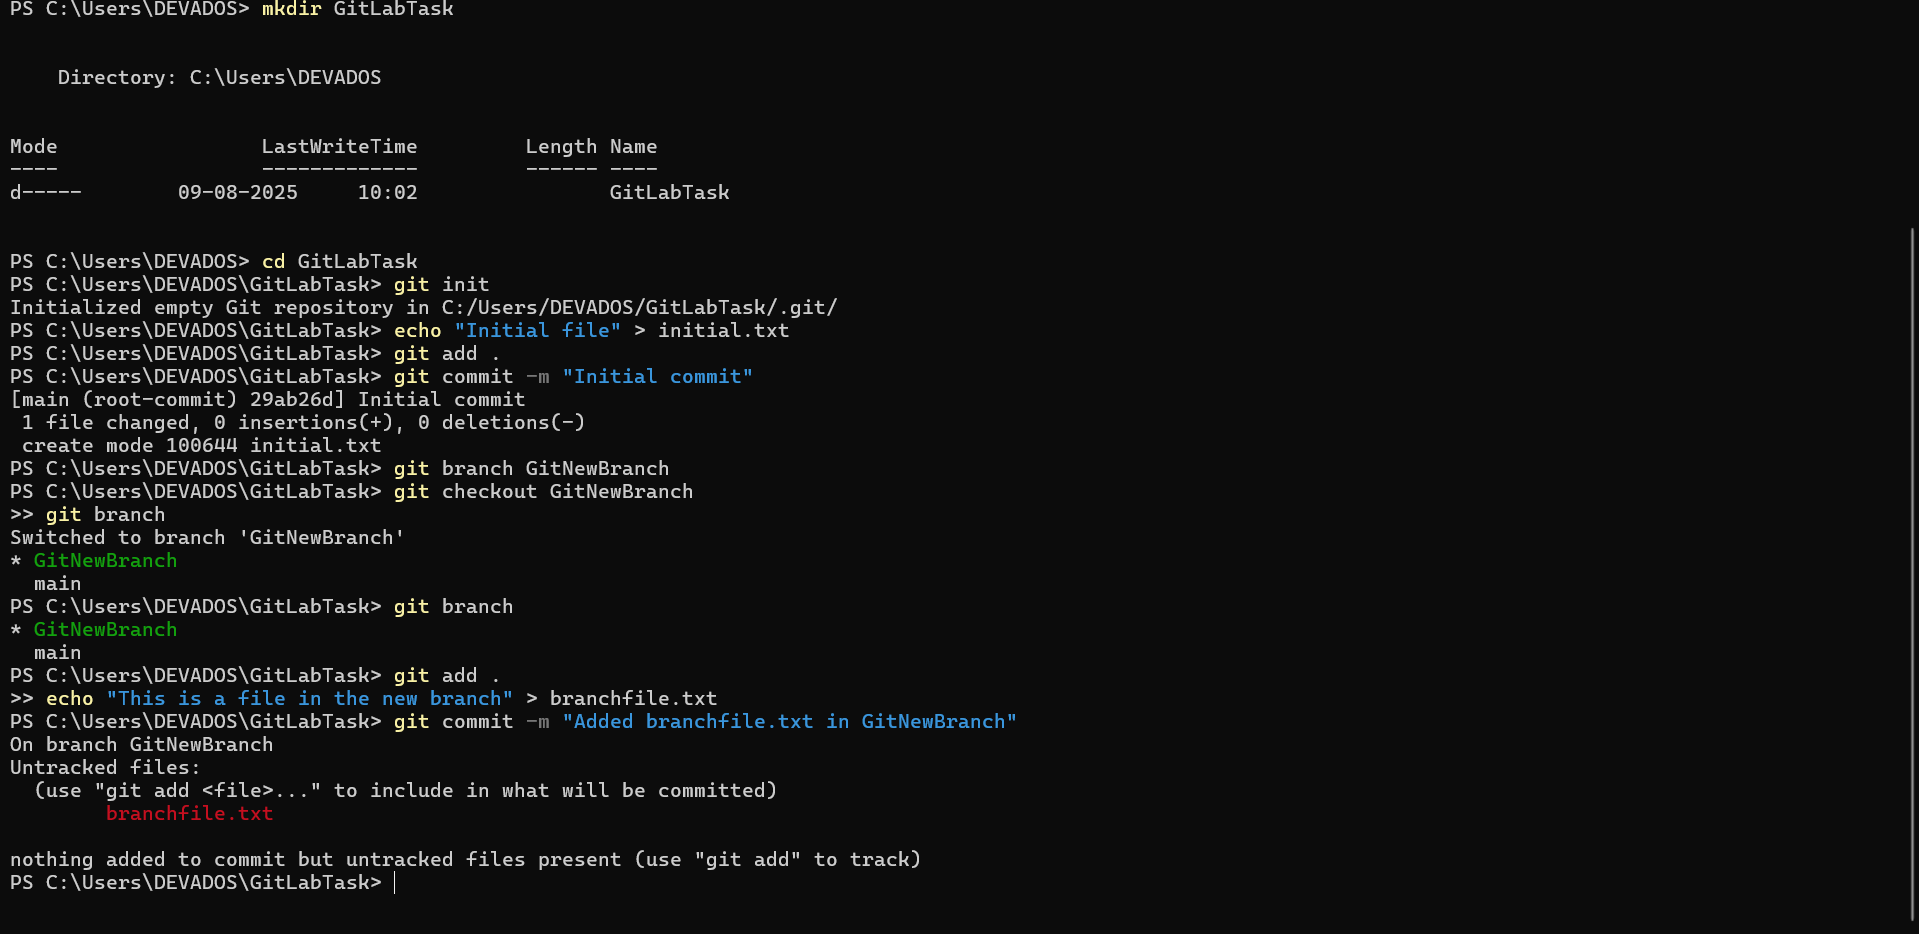 PS C:\Users\DEVADOS> mkdir GitLabTask
Directory: C:\Users\DEVADOS
Mode                 LastWriteTime         Length Name
----                 -------------         ------ ----
d-----        09-08-2025     10:02                GitLabTask
PS C:\Users\DEVADOS> cd GitLabTask
PS C:\Users\DEVADOS\GitLabTask> git init
Initialized empty Git repository in C:/Users/DEVADOS/GitLabTask/.git/
PS C:\Users\DEVADOS\GitLabTask> echo "Initial file" > initial.txt
PS C:\Users\DEVADOS\GitLabTask> git add .
PS C:\Users\DEVADOS\GitLabTask> git commit -m "Initial commit"
[main (root-commit) 29ab26d] Initial commit
 1 file changed, 0 insertions(+), 0 deletions(-)
 create mode 100644 initial.txt
PS C:\Users\DEVADOS\GitLabTask> git branch GitNewBranch
PS C:\Users\DEVADOS\GitLabTask> git checkout GitNewBranch
>> git branch
Switched to branch 'GitNewBranch'
* GitNewBranch
  main
PS C:\Users\DEVADOS\GitLabTask> git branch
* GitNewBranch
  main
PS C:\Users\DEVADOS\GitLabTask> git add .
>> echo "This is a file in the new branch" > branchfile.txt
PS C:\Users\DEVADOS\GitLabTask> git commit -m "Added branchfile.txt in GitNewBranch"
On branch GitNewBranch
Untracked files:
  (use "git add <file>..." to include in what will be committed)
        branchfile.txt
nothing added to commit but untracked files present (use "git add" to track)
PS C:\Users\DEVADOS\GitLabTask>